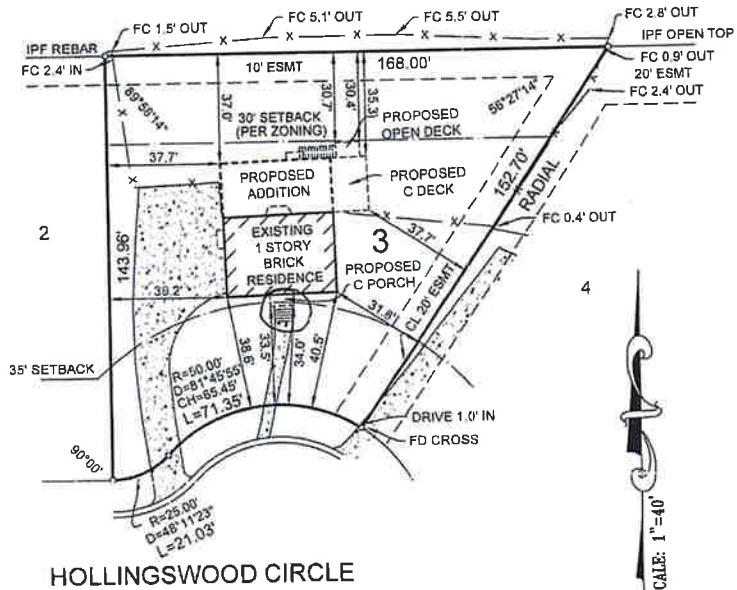 FC 1.5' OUT
FC 5.1' OUT
FC 5.5' OUT
FC 2.8' OUT
IPF REBAR
IPF OPEN TOP
FC 2.4' IN
10' ESMT
168.00'
FC 0.9' OUT
20' ESMT
FC 2.4' OUT
89°56'14"
37.0'
30.7'
30.4'
35.3'
56°27'14"
30' SETBACK
(PER ZONING)
PROPOSED
OPEN DECK
37.7'
PROPOSED
ADDITION
PROPOSED
C DECK
152.70'
RADIAL
FC 0.4' OUT
2
143.96'
EXISTING
1 STORY
BRICK
RESIDENCE
3
37.7'
PROPOSED
C PORCH
4
39.2'
31.8'
CL 20' ESMT
35' SETBACK
38.6'
33.5'
34.0'
40.5'
R=50.00'
D=81°45'55"
CH=65.45'
L=71.35'
DRIVE 1.0' IN
FD CROSS
90°00'
R=25.00'
D=48°11'23"
L=21.03'
HOLLINGSWOOD CIRCLE
CALE: 1"=40'